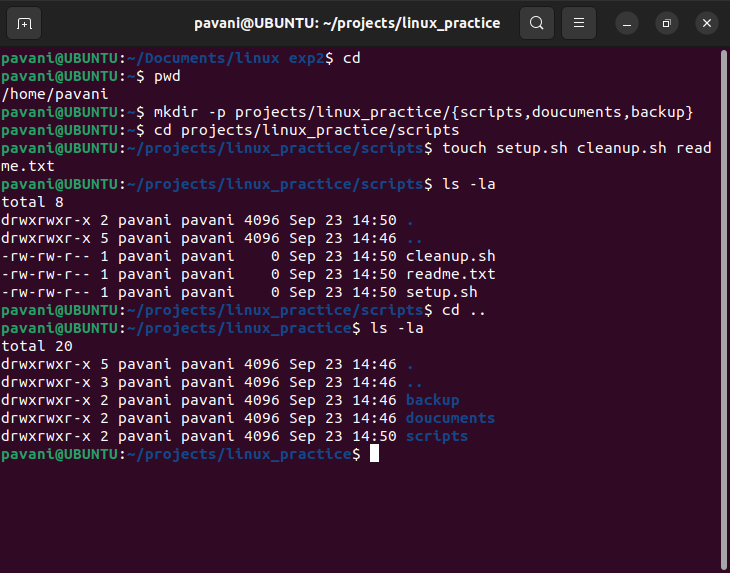 pavani@UBUNTU: ~/projects/linux_practice
pavani@UBUNTU:~/Documents/linux exp2$ cd
pavani@UBUNTU:~$ pwd
/home/pavani
pavani@UBUNTU:~$ mkdir -p projects/linux_practice/{scripts,doucuments,backup}
pavani@UBUNTU:~$ cd projects/linux_practice/scripts
pavani@UBUNTU:~/projects/linux_practice/scripts$ touch setup.sh cleanup.sh read
me.txt
pavani@UBUNTU:~/projects/linux_practice/scripts$ ls -la
total 8
drwxrwxr-x 2 pavani pavani 4096 Sep 23 14:50 .
drwxrwxr-x 5 pavani pavani 4096 Sep 23 14:46 ..
-rw-rw-r-- 1 pavani pavani    0 Sep 23 14:50 cleanup.sh
-rw-rw-r-- 1 pavani pavani    0 Sep 23 14:50 readme.txt
-rw-rw-r-- 1 pavani pavani    0 Sep 23 14:50 setup.sh
pavani@UBUNTU:~/projects/linux_practice/scripts$ cd ..
pavani@UBUNTU:~/projects/linux_practice$ ls -la
total 20
drwxrwxr-x 5 pavani pavani 4096 Sep 23 14:46 .
drwxrwxr-x 3 pavani pavani 4096 Sep 23 14:46 ..
drwxrwxr-x 2 pavani pavani 4096 Sep 23 14:46 backup
drwxrwxr-x 2 pavani pavani 4096 Sep 23 14:46 doucuments
drwxrwxr-x 2 pavani pavani 4096 Sep 23 14:50 scripts
pavani@UBUNTU:~/projects/linux_practice$